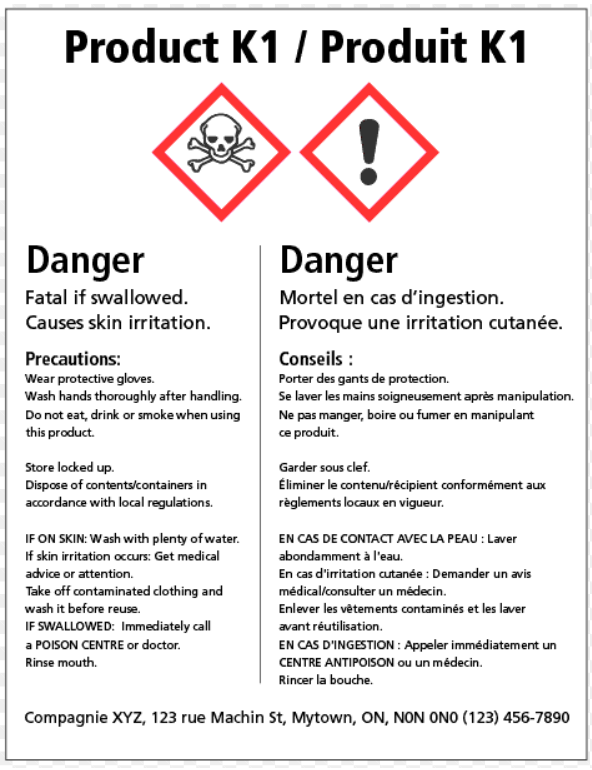 Product K1 / Produit K1
Danger
Fatal if swallowed.
Causes skin irritation.
Precautions:
Wear protective gloves.
Wash hands thoroughly after handling.
Do not eat, drink or smoke when using
this product.
Store locked up.
Dispose of contents/containers in
accordance with local regulations.
IF ON SKIN: Wash with plenty of water.
If skin irritation occurs: Get medical
advice or attention.
Take off contaminated clothing and
wash it before reuse.
IF SWALLOWED: Immediately call
a POISON CENTRE or doctor.
Rinse mouth.
Danger
Mortel en cas d’ingestion.
Provoque une irritation cutanée.
Conseils :
Porter des gants de protection.
Se laver les mains soigneusement après manipulation.
Ne pas manger, boire ou fumer en manipulant
ce produit.
Garder sous clef.
Éliminer le contenu/récipient conformément aux
règlements locaux en vigueur.
EN CAS DE CONTACT AVEC LA PEAU : Laver
abondamment à l'eau.
En cas d'irritation cutanée : Demander un avis
médical/consulter un médecin.
Enlever les vêtements contaminés et les laver
avant réutilisation.
EN CAS D'INGESTION : Appeler immédiatement un
CENTRE ANTIPOISON ou un médecin.
Rincer la bouche.
Compagnie XYZ, 123 rue Machin St, Mytown, ON, N0N 0N0 (123) 456-7890